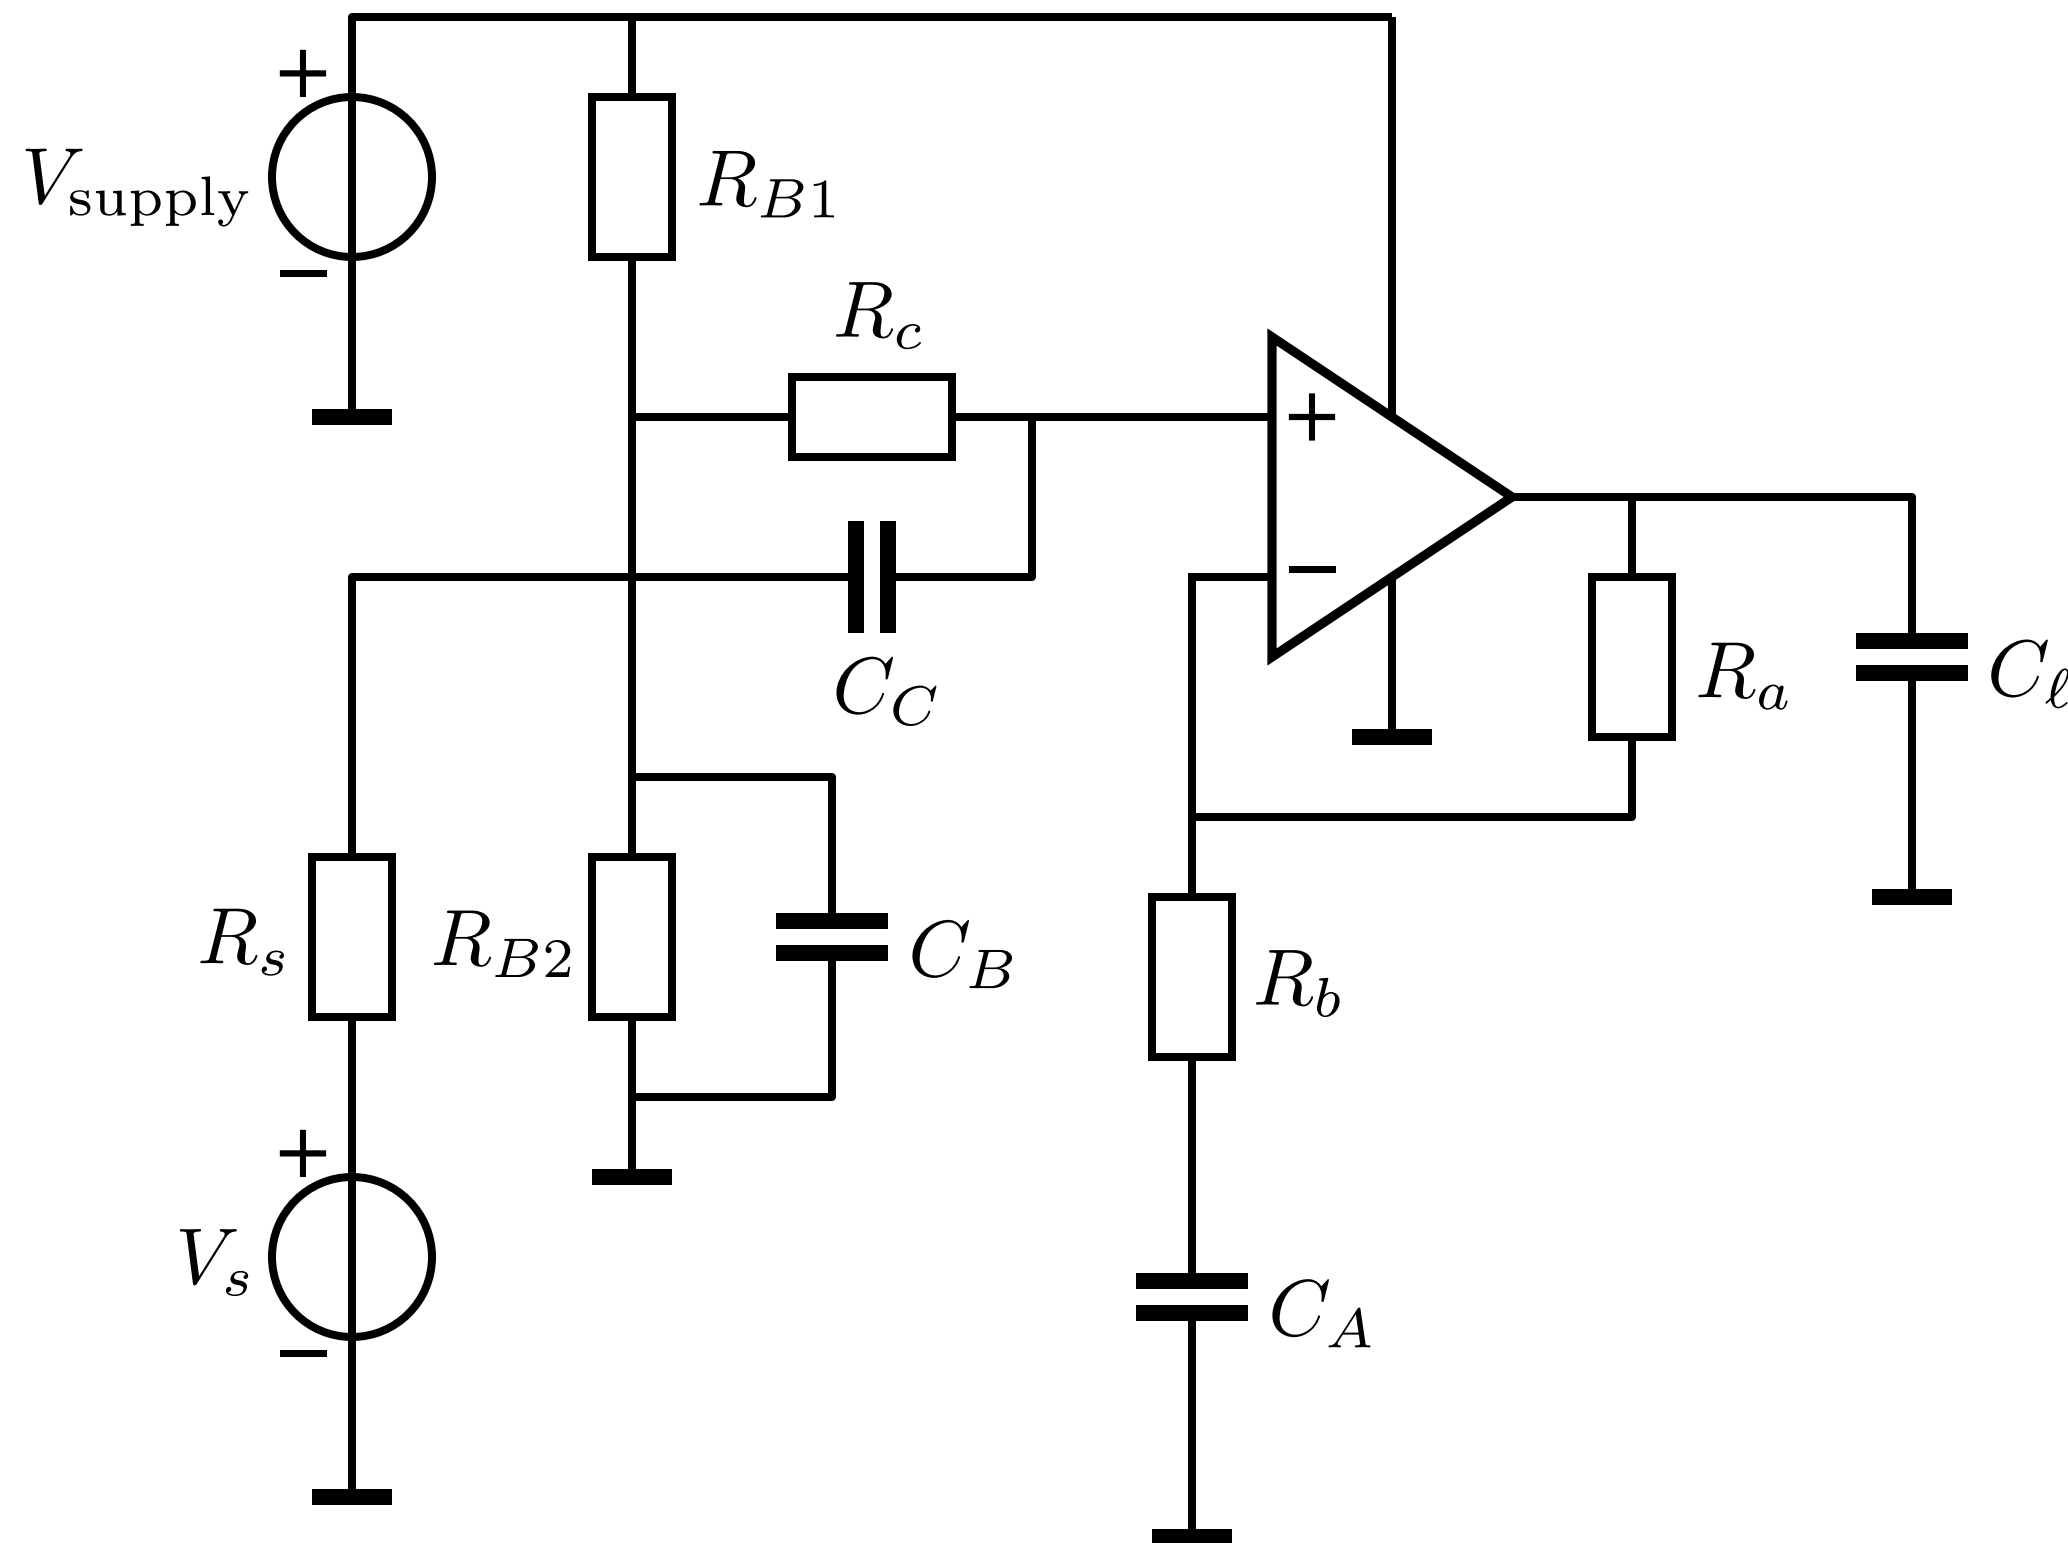 +
V_supply
−
R_B1
R_c
+
−
C_C
R_a
C_ℓ
R_s
R_B2
C_B
R_b
+
V_s
−
C_A